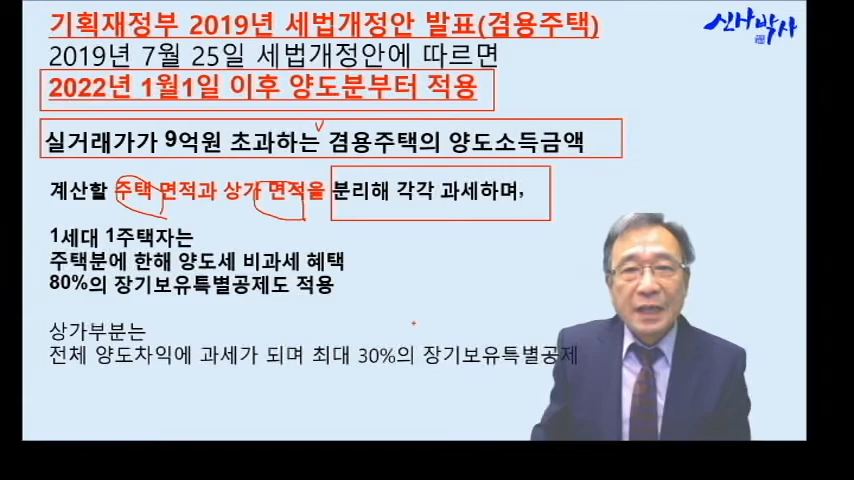 기획재정부 2019년 세법개정안 발표(겸용주택)
신나박사
2019년 7월 25일 세법개정안에 따르면
2022년 1월1일 이후 양도분부터 적용
실거래가가 9억원 초과하는 겸용주택의 양도소득금액
계산할 주택 면적과 상가 면적을 분리해 각각 과세하며,
1세대 1주택자는
주택분에 한해 양도세 비과세 혜택
80%의 장기보유특별공제도 적용
상가부분는
전체 양도차익에 과세가 되며 최대 30%의 장기보유특별공제